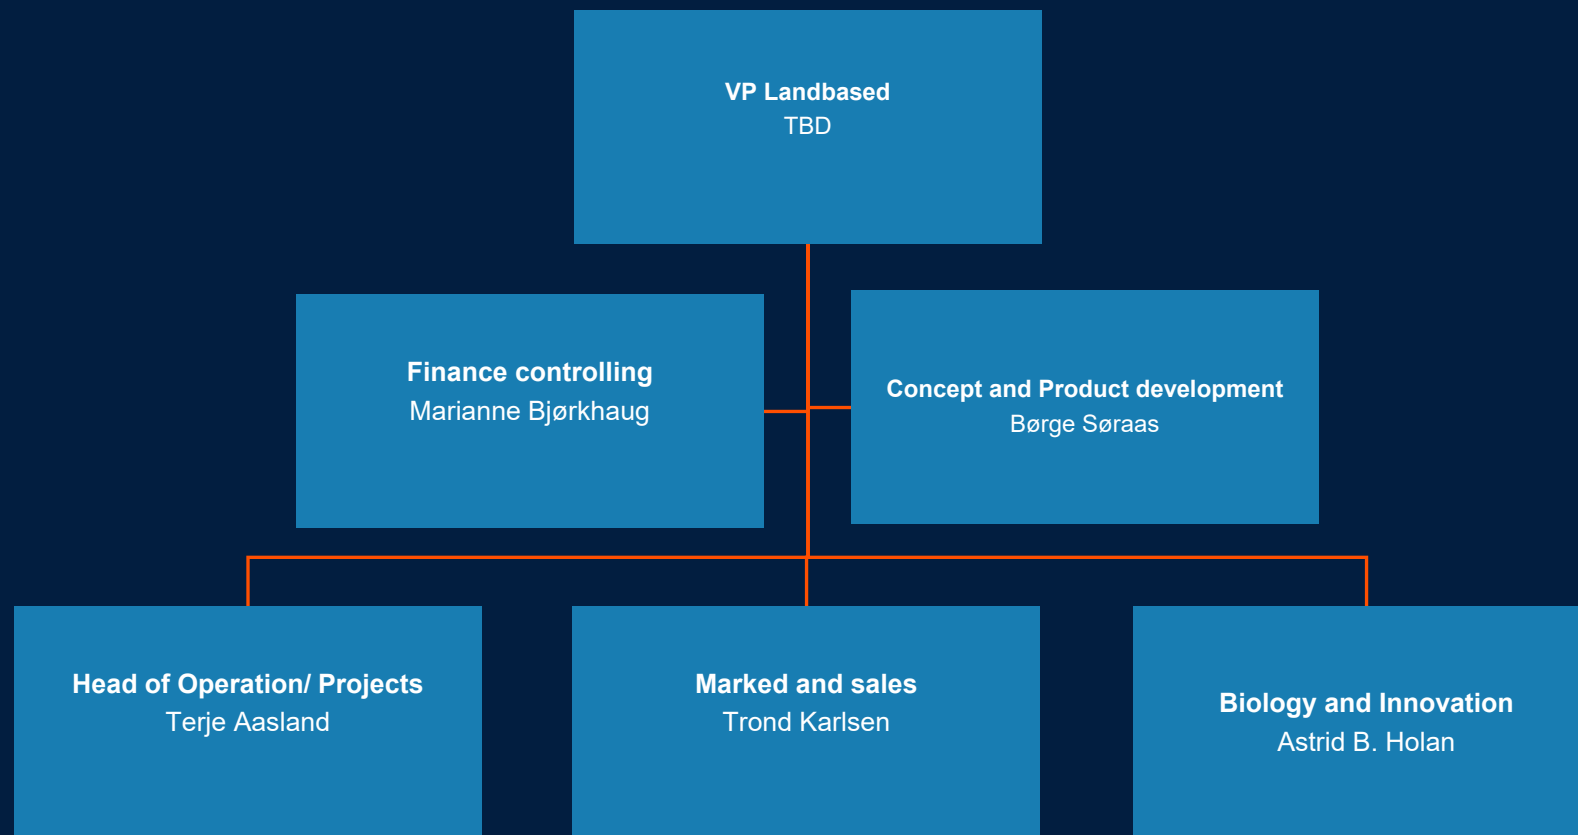 VP Landbased
TBD
Finance controlling
Marianne Bjørkhaug
Concept and Product development
Børge Søraas
Head of Operation/ Projects
Terje Aasland
Marked and sales
Trond Karlsen
Biology and Innovation
Astrid B. Holan